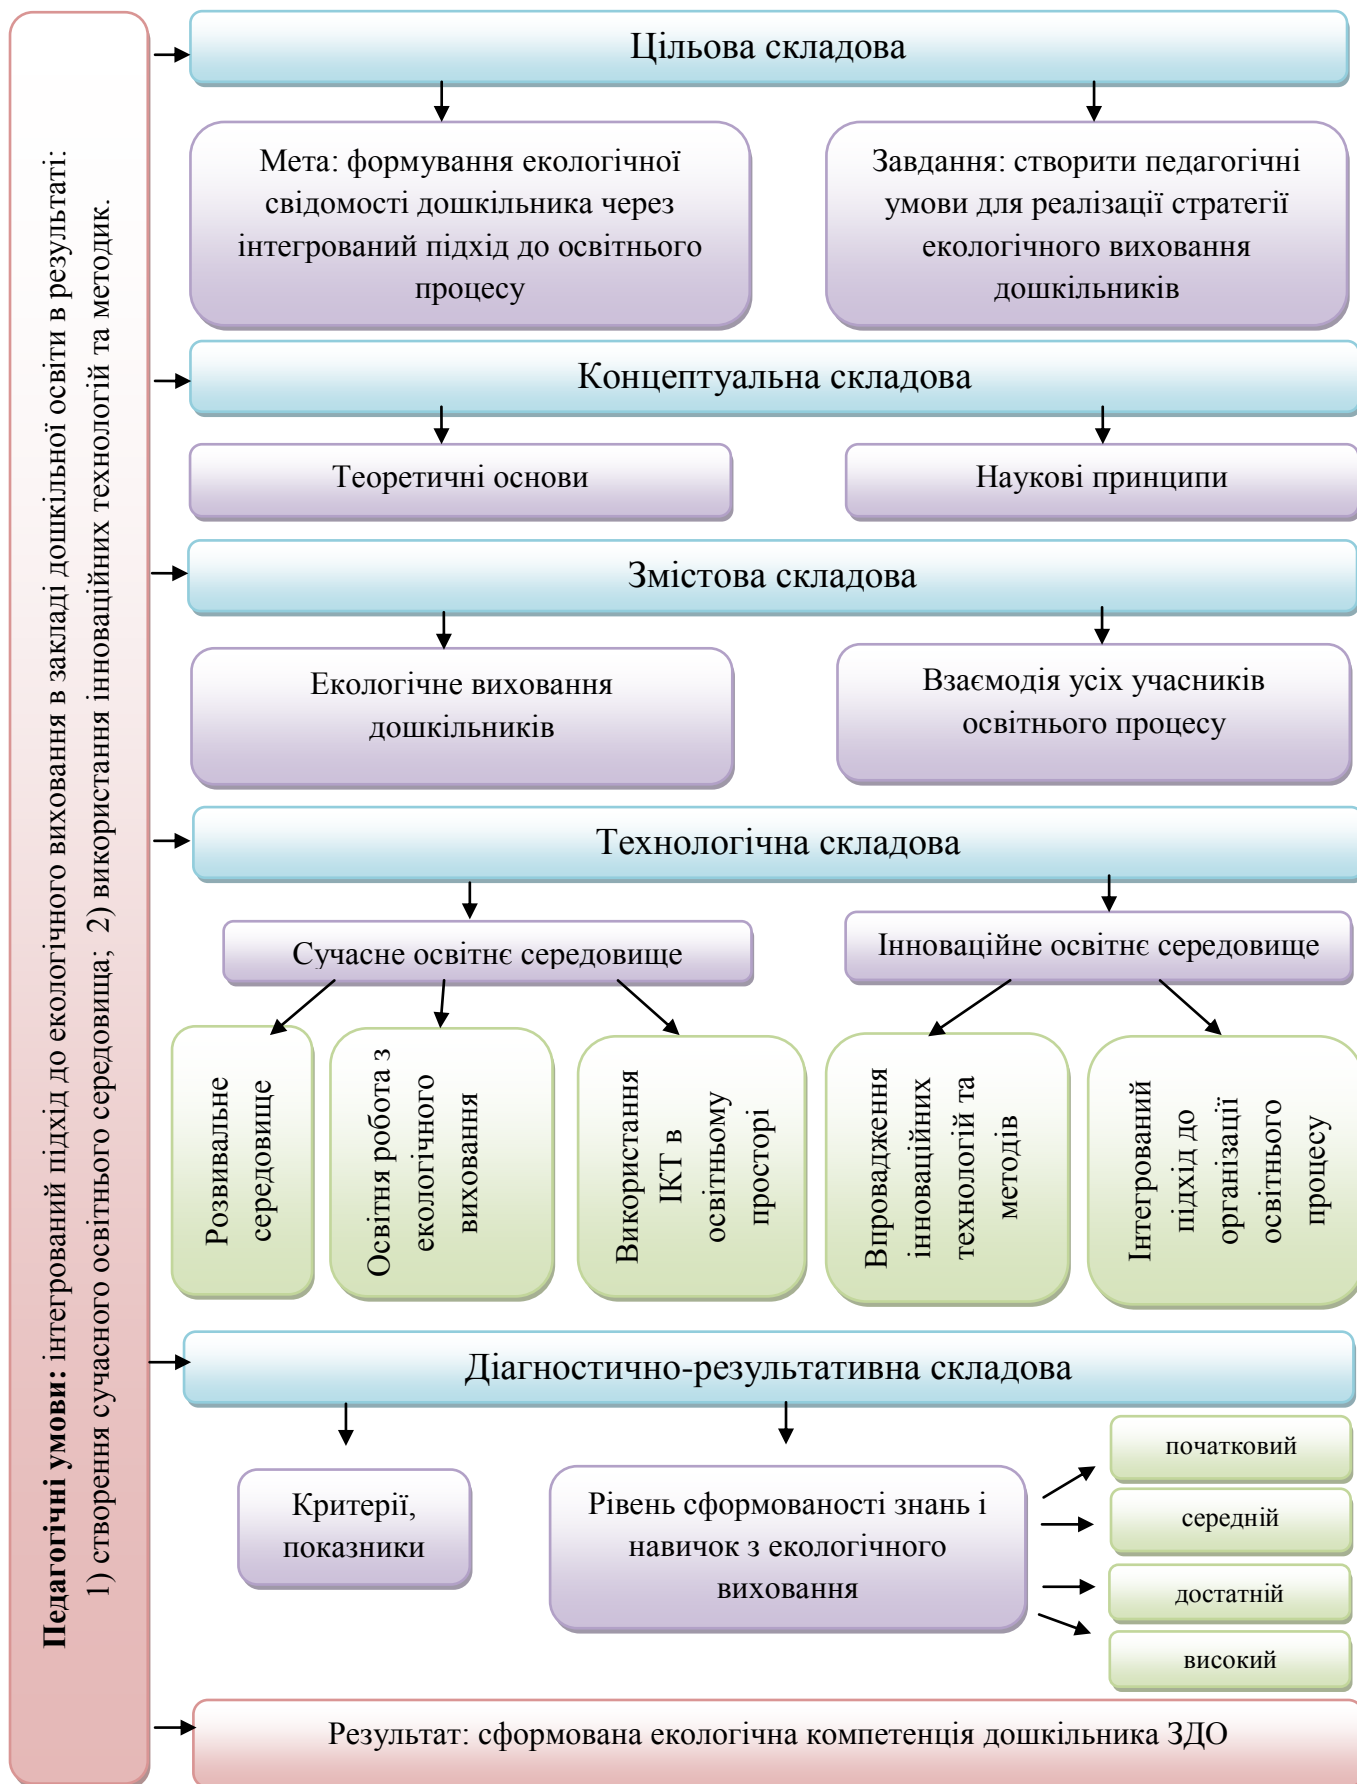 Педагогічні умови: інтегрований підхід до екологічного виховання в закладі дошкільної освіти в результаті:
1) створення сучасного освітнього середовища; 2) використання інноваційних технологій та методик.
Цільова складова
Мета: формування екологічної
свідомості дошкільника через
інтегрований підхід до освітнього
процесу
Завдання: створити педагогічні
умови для реалізації стратегії
екологічного виховання
дошкільників
Концептуальна складова
Теоретичні основи
Наукові принципи
Змістова складова
Екологічне виховання
дошкільників
Взаємодія усіх учасників
освітнього процесу
Технологічна складова
Сучасне освітнє середовище
Інноваційне освітнє середовище
Розвивальне
середовище
Освітня робота з
екологічного
виховання
Використання
ІКТ в
освітньому
просторі
Впровадження
інноваційних
технологій та
методів
Інтегрований
підхід до
організації
освітнього
процесу
Діагностично-результативна складова
Критерії,
показники
Рівень сформованості знань і
навичок з екологічного
виховання
початковий
середній
достатній
високий
Результат: сформована екологічна компетенція дошкільника ЗДО